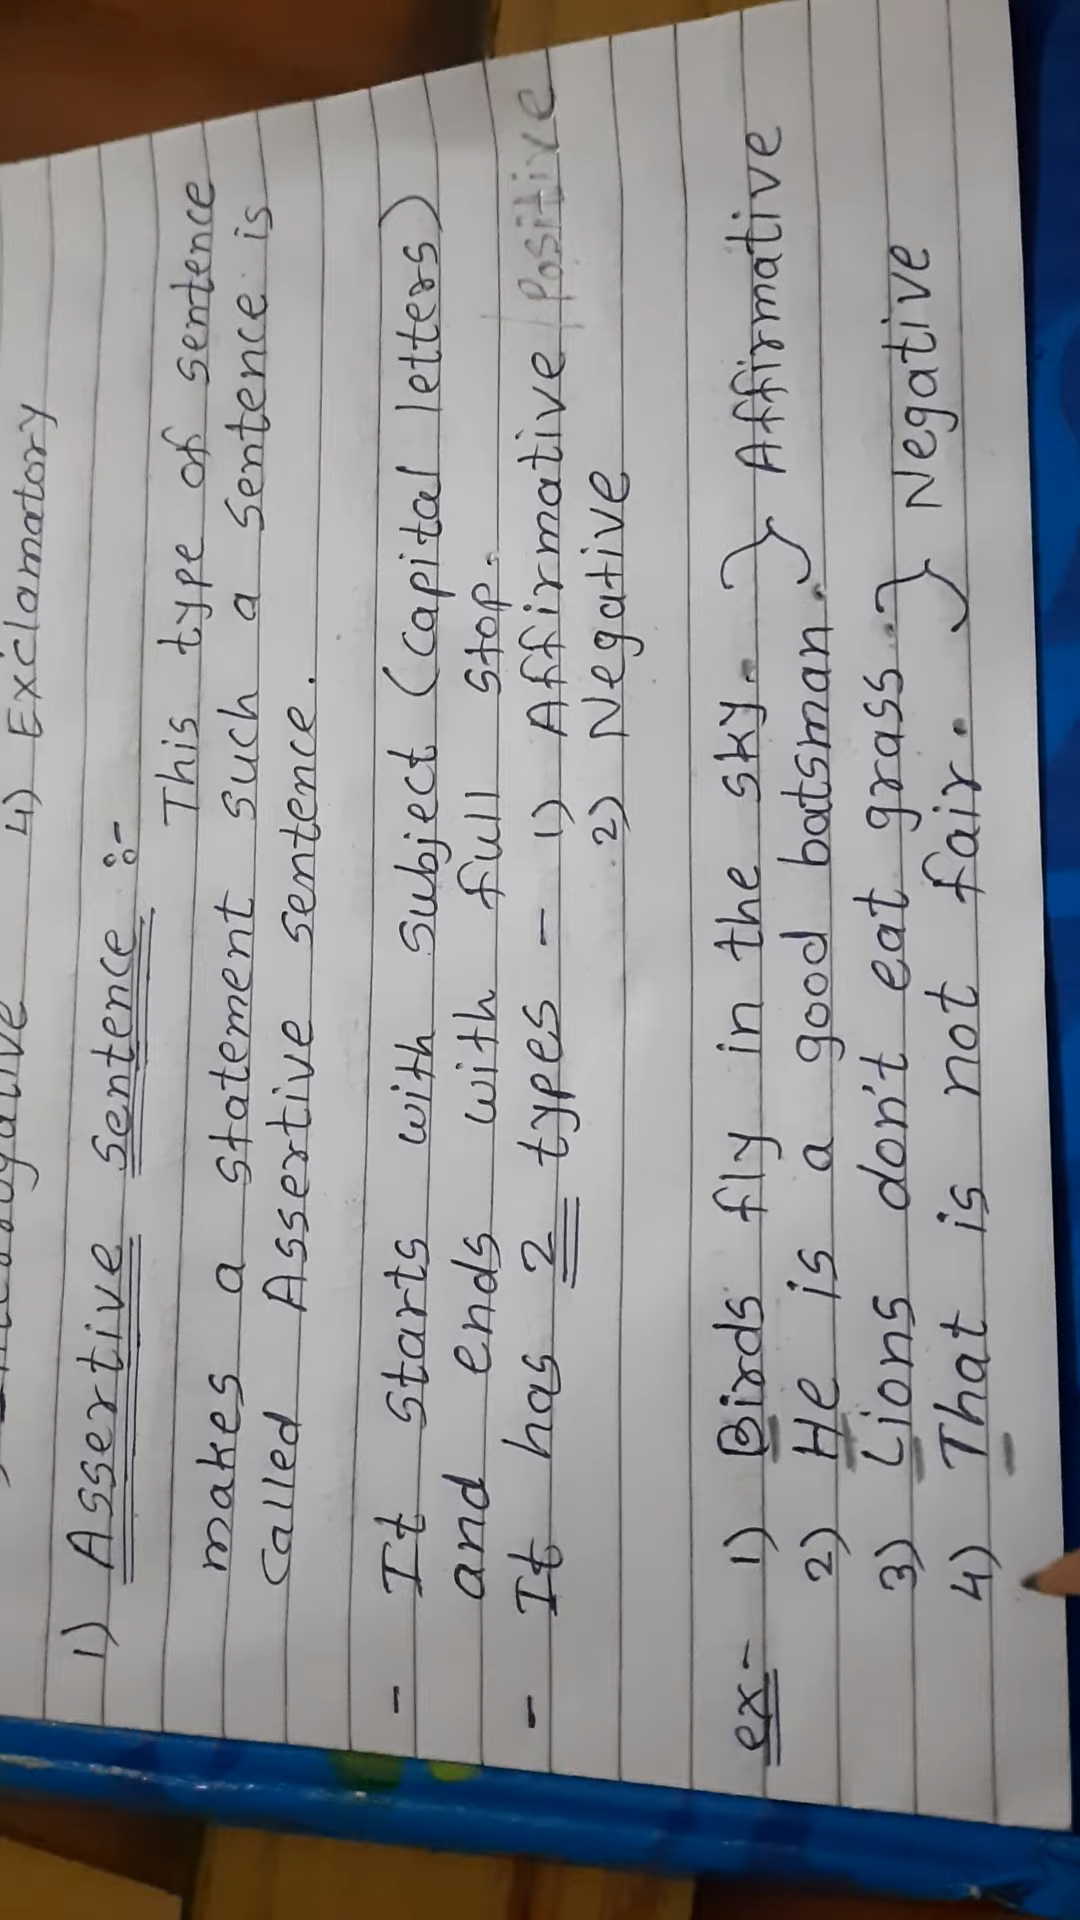 4) Exclamatory
1) Assertive sentence :-
This type of sentence
makes a statement such a sentence is
called Assertive sentence.
- It starts with subject (capital letters)
and ends with full stop.
- It has 2 types - 1) Affirmative/Positive
2) Negative
ex- 1) Birds fly in the sky. } Affirmative
2) He is a good batsman.
3) Lions don't eat grass. } Negative
4) That is not fair.